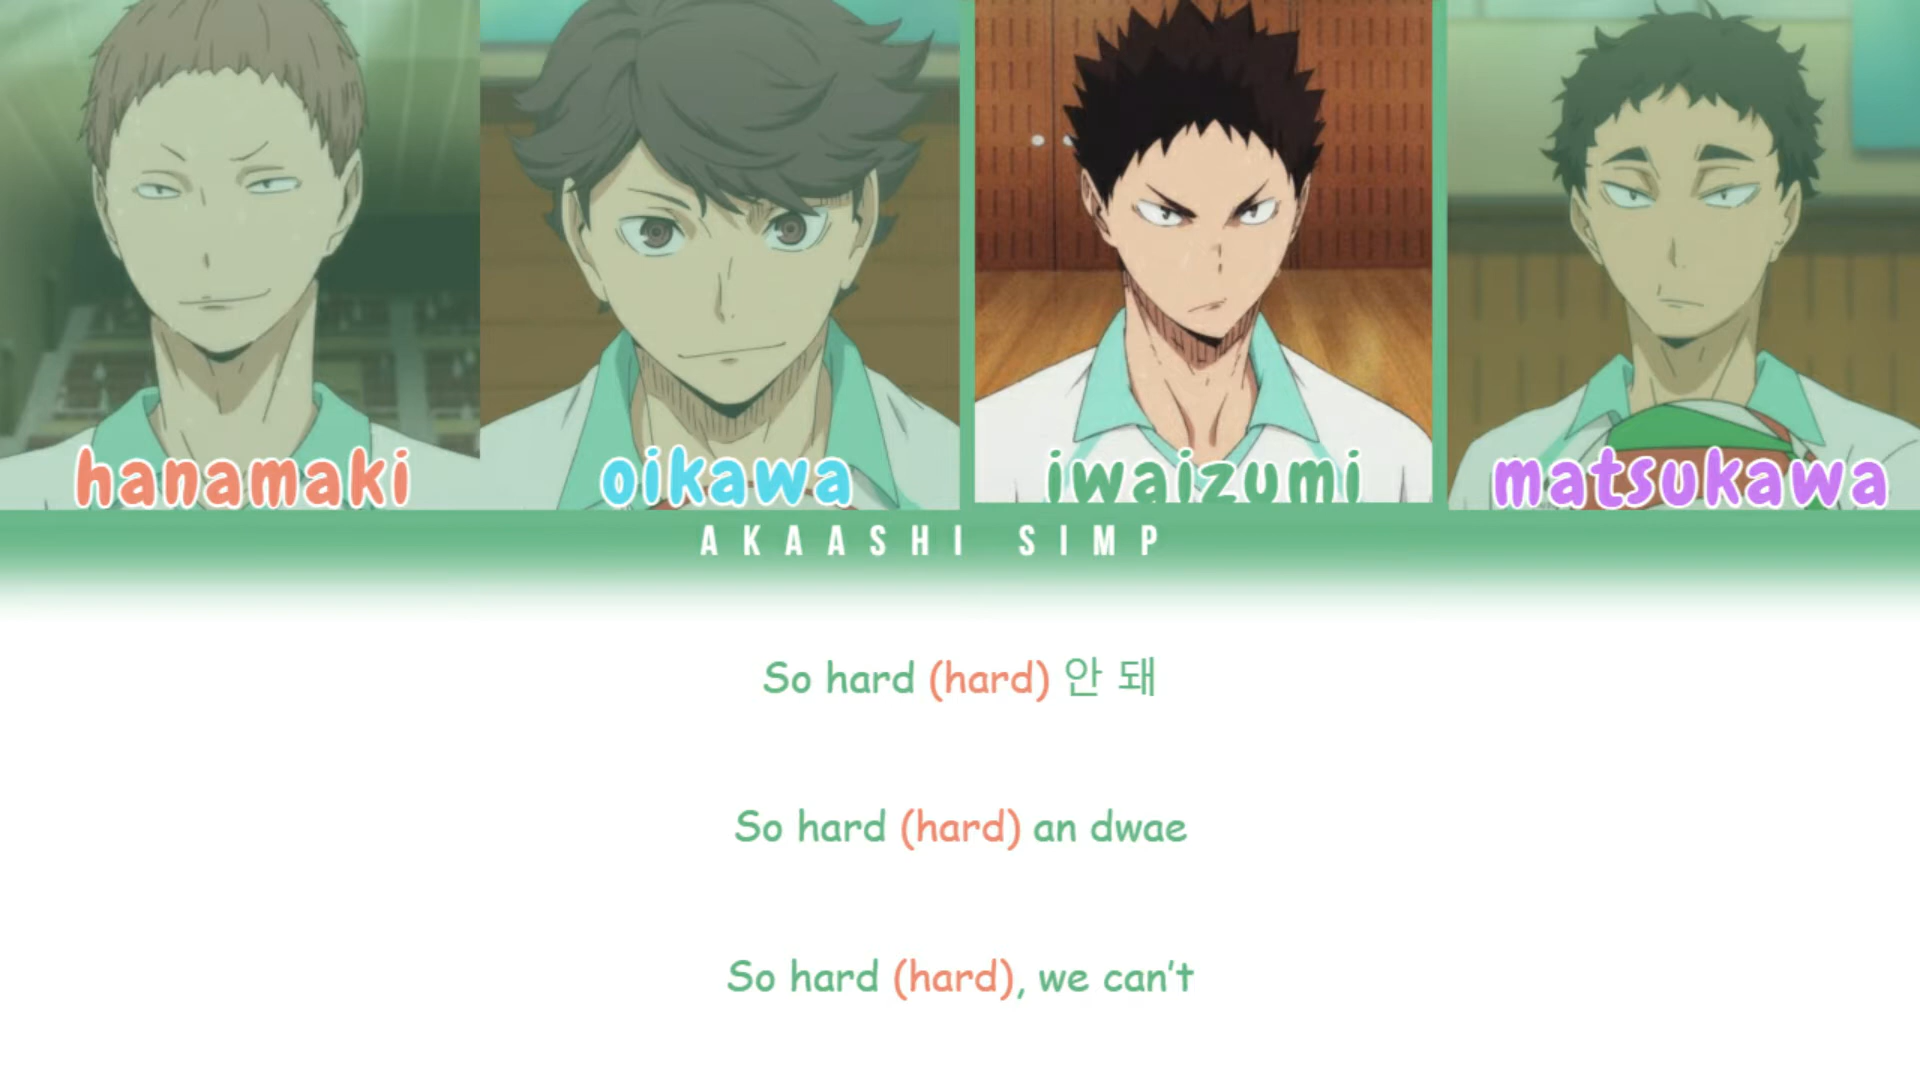 hanamaki oikawa iwaizumi matsukawa
AKAASHI SIMP
So hard (hard) 안 돼
So hard (hard) an dwae
So hard (hard), we can't